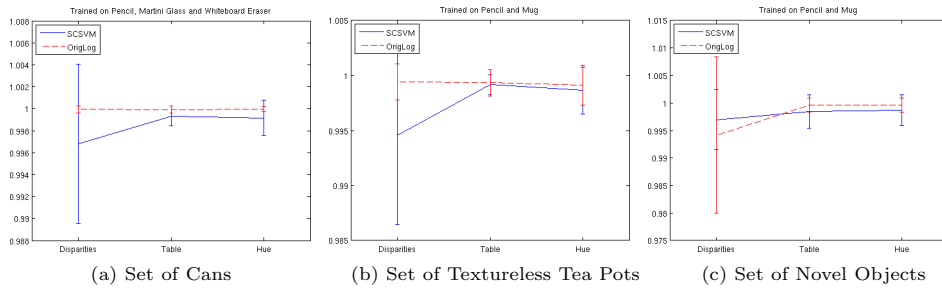 Trained on Pencil, Martini Glass and Whiteboard Eraser
1.008
1.006
1.004
1.002
1
0.998
0.996
0.994
0.992
0.99
0.988
SCSVM
OrigLog
Disparities Table Hue
(a) Set of Cans
Trained on Pencil and Mug
1.005
1
0.995
0.99
0.985
SCSVM
OrigLog
Disparities Table Hue
(b) Set of Textureless Tea Pots
Trained on Pencil and Mug
1.015
1.01
1.005
1
0.995
0.99
0.985
0.98
0.975
SCSVM
OrigLog
Disparities Table Hue
(c) Set of Novel Objects